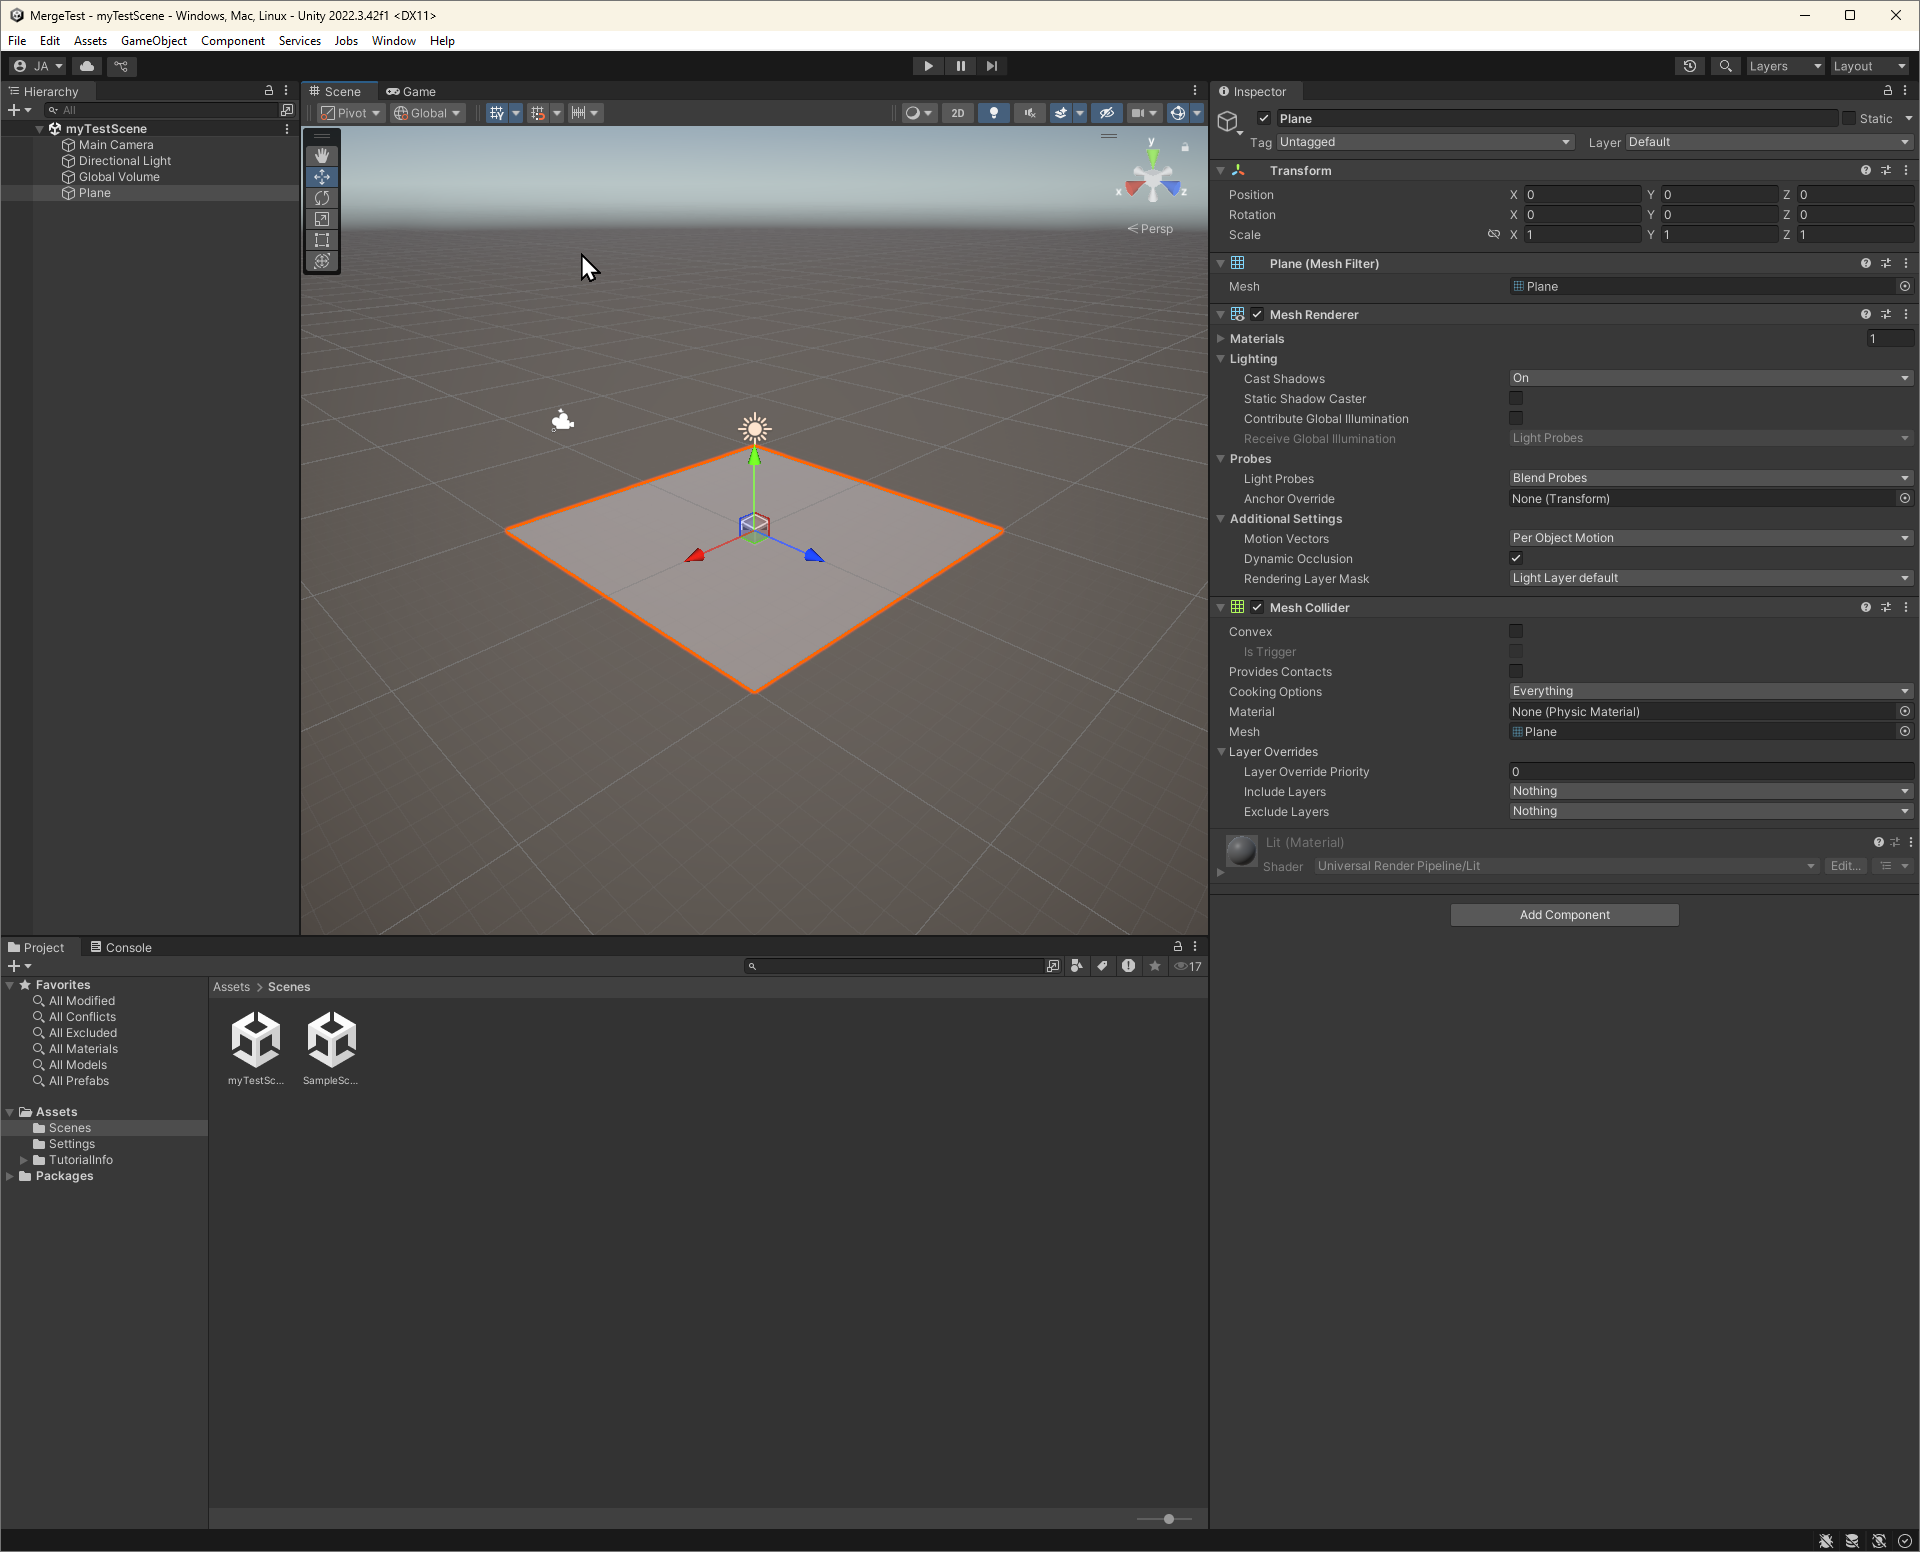 MergeTest - myTestScene - Windows, Mac, Linux - Unity 2022.3.42f1 <DX11>
File Edit Assets GameObject Component Services Jobs Window Help
JA Layers Layout
Hierarchy
All
myTestScene
Main Camera
Directional Light
Global Volume
Plane
Scene Game
Pivot Global 2D
y
x z
Persp
Inspector
Plane Static
Tag Untagged Layer Default
Transform
Position X 0 Y 0 Z 0
Rotation X 0 Y 0 Z 0
Scale X 1 Y 1 Z 1
Plane (Mesh Filter)
Mesh Plane
Mesh Renderer
Materials 1
Lighting
Cast Shadows On
Static Shadow Caster
Contribute Global Illumination
Receive Global Illumination Light Probes
Probes
Light Probes Blend Probes
Anchor Override None (Transform)
Additional Settings
Motion Vectors Per Object Motion
Dynamic Occlusion
Rendering Layer Mask Light Layer default
Mesh Collider
Convex
Is Trigger
Provides Contacts
Cooking Options Everything
Material None (Physic Material)
Mesh Plane
Layer Overrides
Layer Override Priority 0
Include Layers Nothing
Exclude Layers Nothing
Lit (Material)
Shader Universal Render Pipeline/Lit Edit...
Add Component
Project Console
17
Favorites
All Modified
All Conflicts
All Excluded
All Materials
All Models
All Prefabs
Assets
Scenes
Settings
TutorialInfo
Packages
Assets > Scenes
myTestSc... SampleSc...